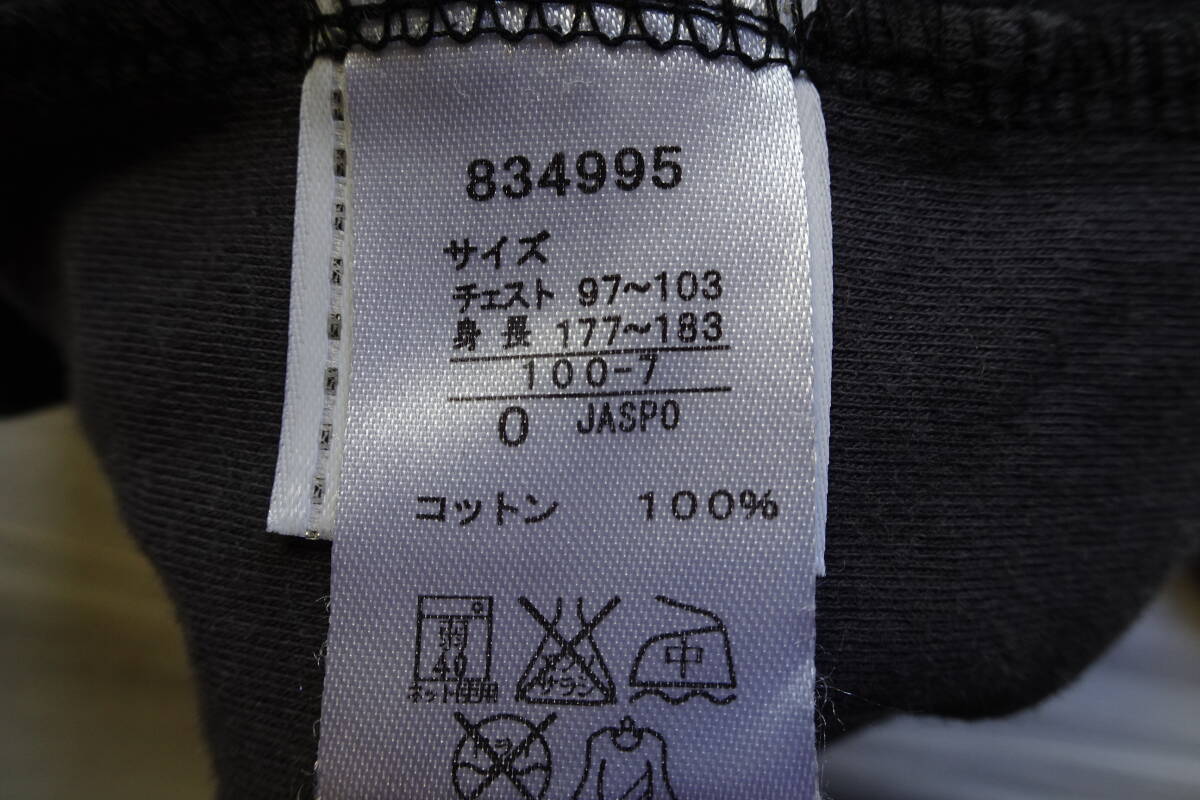 834995
サイズ
チェスト 97～103
身長 177～183
100-7
O JASPO
コットン 100%
弱 中
40
ネット使用